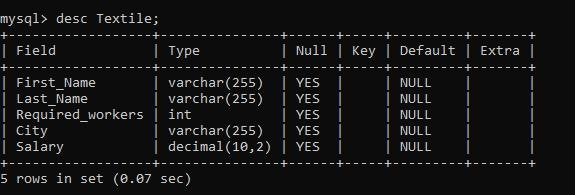 mysql> desc Textile;
+------------------+---------------+------+-----+---------+-------+
| Field            | Type          | Null | Key | Default | Extra |
+------------------+---------------+------+-----+---------+-------+
| First_Name       | varchar(255)  | YES  |     | NULL    |       |
| Last_Name        | varchar(255)  | YES  |     | NULL    |       |
| Required_workers | int           | YES  |     | NULL    |       |
| City             | varchar(255)  | YES  |     | NULL    |       |
| Salary           | decimal(10,2) | YES  |     | NULL    |       |
+------------------+---------------+------+-----+---------+-------+
5 rows in set (0.07 sec)